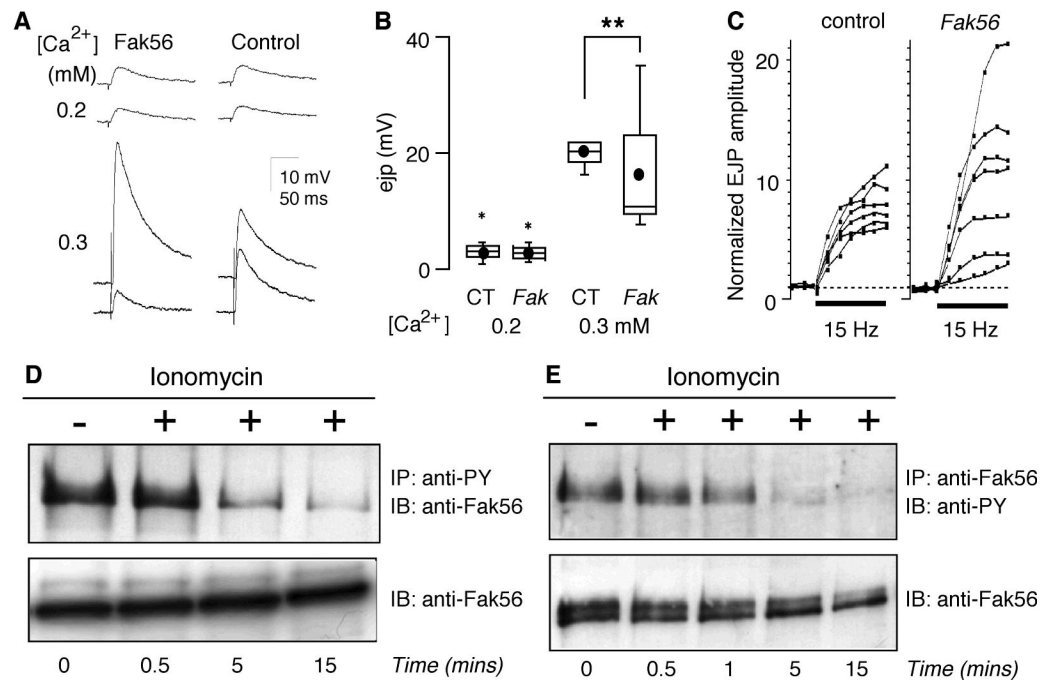 A
[Ca2+]
(mM)
Fak56
Control
0.2
0.3
10 mV
50 ms
B
**
40
20
0
ejp (mV)
*
*
CT
Fak
CT
Fak
[Ca2+]
0.2
0.3 mM
C
control
Fak56
Normalized EJP amplitude
20
10
0
15 Hz
15 Hz
D
Ionomycin
- + + +
IP: anti-PY
IB: anti-Fak56
IB: anti-Fak56
0 0.5 5 15 Time (mins)
E
Ionomycin
- + + + +
IP: anti-Fak56
IB: anti-PY
IB: anti-Fak56
0 0.5 1 5 15 Time (mins)